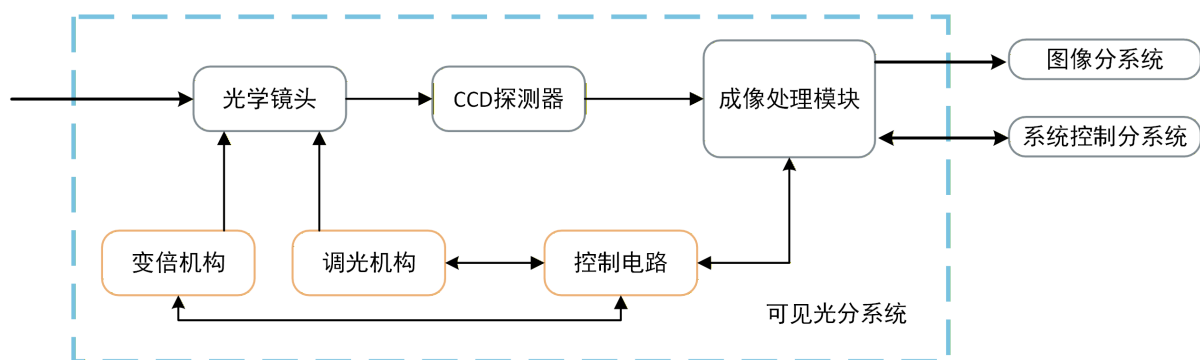 光学镜头
CCD探测器
成像处理模块
图像分系统
系统控制分系统
变倍机构
调光机构
控制电路
可见光分系统